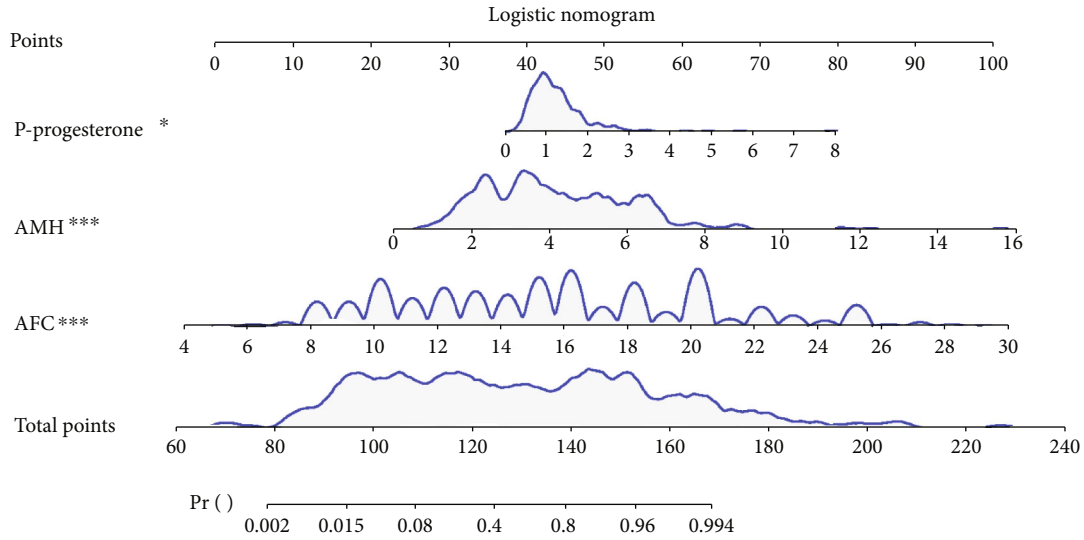 Logistic nomogram
Points
0 10 20 30 40 50 60 70 80 90 100
P-progesterone *
0 1 2 3 4 5 6 7 8
AMH ***
0 2 4 6 8 10 12 14 16
AFC ***
4 6 8 10 12 14 16 18 20 22 24 26 28 30
Total points
60 80 100 120 140 160 180 200 220 240
Pr ( )
0.002 0.015 0.08 0.4 0.8 0.96 0.994